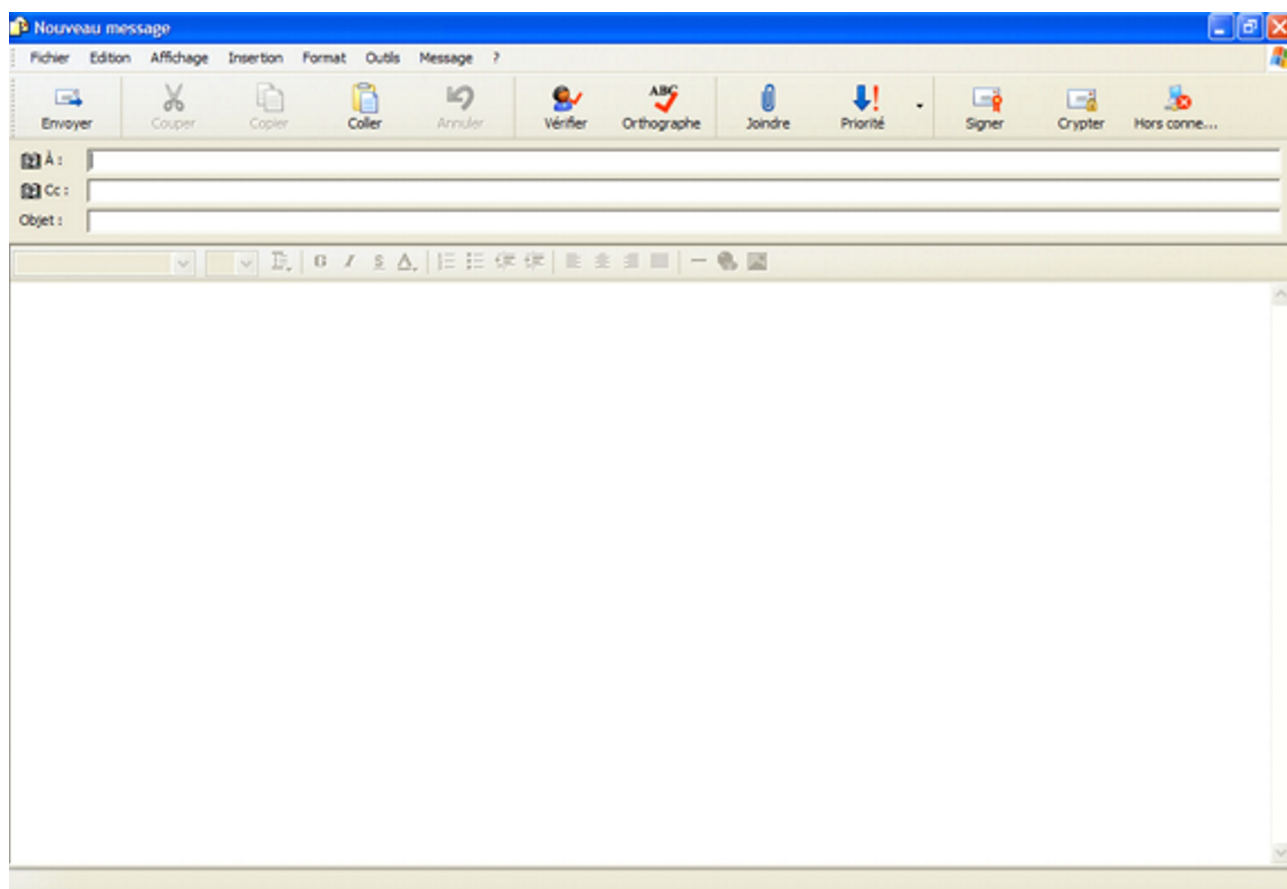 Nouveau message
Fichier Edition Affichage Insertion Format Outils Message ?
Envoyer Couper Copier Coller Annuler Vérifier ABC Orthographe Joindre Priorité Signer Crypter Hors conne...
À :
Cc :
Objet :
G I S A